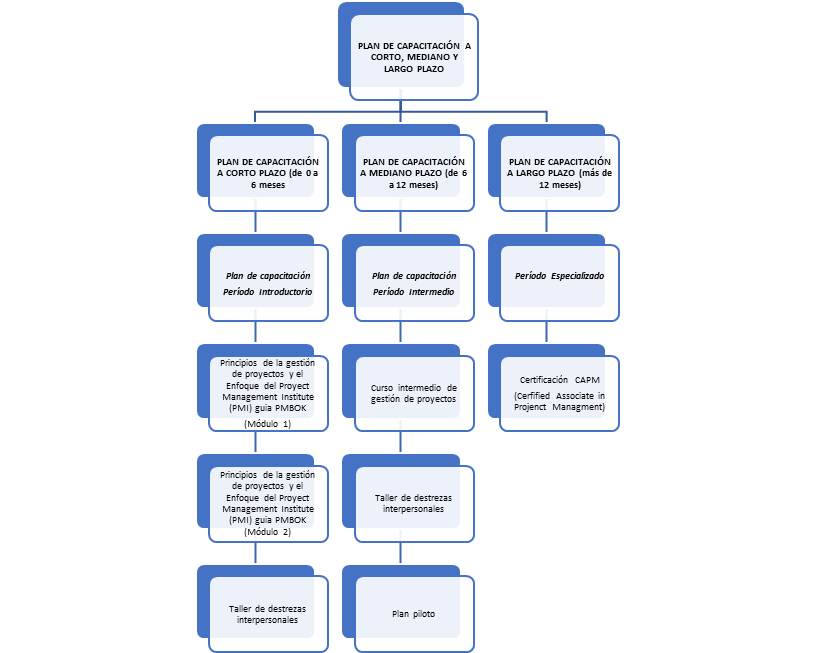 PLAN DE CAPACITACIÓN A
CORTO, MEDIANO Y
LARGO PLAZO
PLAN DE CAPACITACIÓN
A CORTO PLAZO (de 0 a
6 meses
PLAN DE CAPACITACIÓN
A MEDIANO PLAZO (de 6
a 12 meses)
PLAN DE CAPACITACIÓN
A LARGO PLAZO (más de
12 meses)
Plan de capacitación
Período Introductorio
Plan de capacitación
Período Intermedio
Período Especializado
Principios de la gestión
de proyectos y el
Enfoque del Proyect
Management Institute
(PMI) guia PMBOK
(Módulo 1)
Curso intermedio de
gestión de proyectos
Certificación CAPM
(Cerfified Associate in
Projenct Managment)
Principios de la gestión
de proyectos y el
Enfoque del Proyect
Management Institute
(PMI) guia PMBOK
(Módulo 2)
Taller de destrezas
interpersonales
Taller de destrezas
interpersonales
Plan piloto